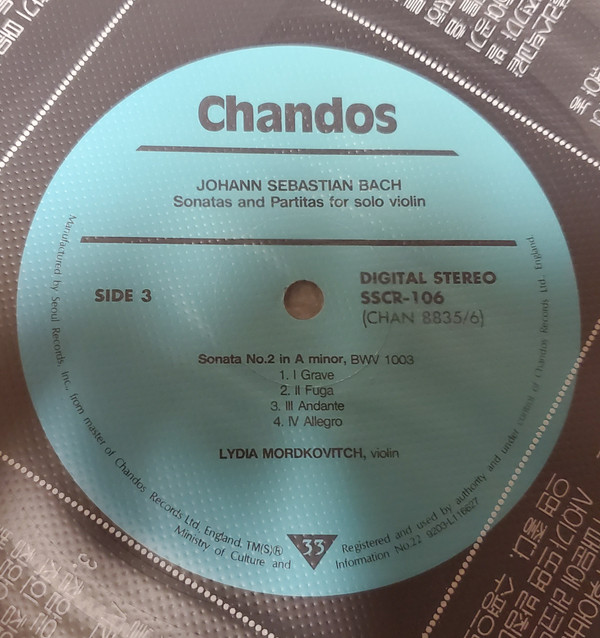 Chandos
JOHANN SEBASTIAN BACH
Sonatas and Partitas for solo violin
SIDE 3
DIGITAL STEREO
SSCR-106
(CHAN 8835/6)
Sonata No.2 in A minor, BWV 1003
1. I Grave
2. II Fuga
3. III Andante
4. IV Allegro
LYDIA MORDKOVITCH, violin
33
Manufactured by Seoul Records, Inc., from master of Chandos Records Ltd, England, TM(S)® Registered and used by authority and under control of Chandos Records Ltd, England.
Ministry of Culture and Information No.22 9200-L116627